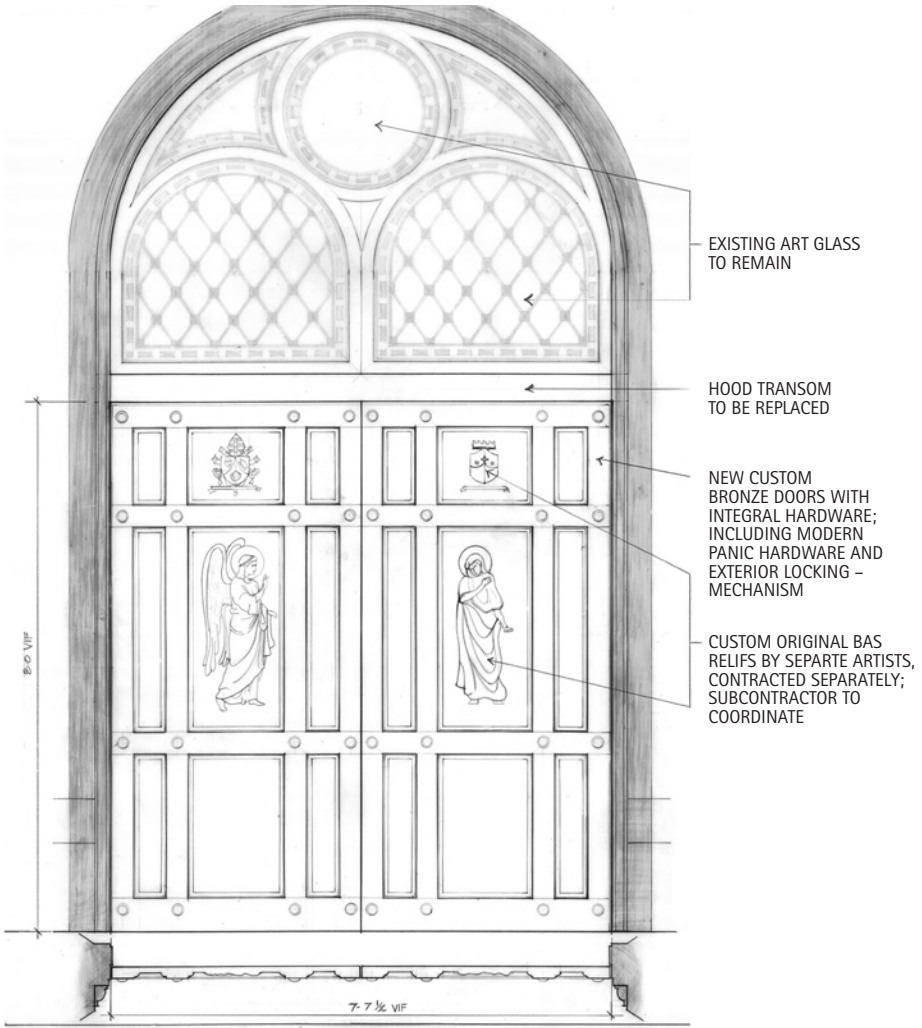 EXISTING ART GLASS
TO REMAIN
HOOD TRANSOM
TO BE REPLACED
NEW CUSTOM
BRONZE DOORS WITH
INTEGRAL HARDWARE;
INCLUDING MODERN
PANIC HARDWARE AND
EXTERIOR LOCKING –
MECHANISM
CUSTOM ORIGINAL BAS
RELIFS BY SEPARTE ARTISTS,
CONTRACTED SEPARATELY;
SUBCONTRACTOR TO
COORDINATE
8-0 VIF
7-7 ½ VIF